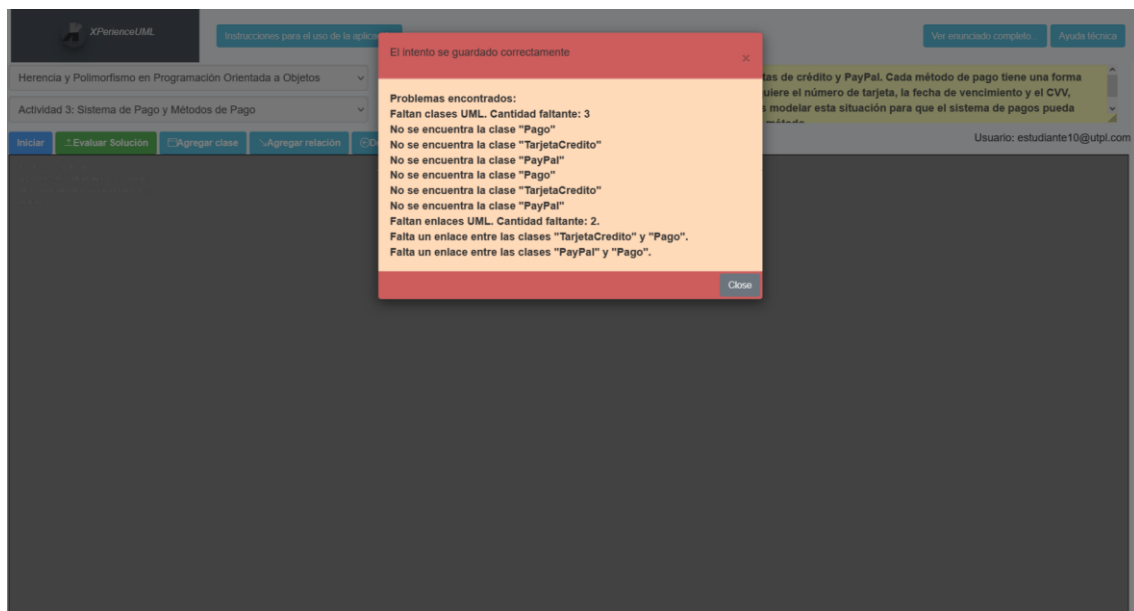 XPerienceUML
Instrucciones para el uso de la aplicac
Ver enunciado completo...
Ayuda técnica
Herencia y Polimorfismo en Programación Orientada a Objetos
Actividad 3: Sistema de Pago y Métodos de Pago
tas de crédito y PayPal. Cada método de pago tiene una forma
uiere el número de tarjeta, la fecha de vencimiento y el CVV,
s modelar esta situación para que el sistema de pagos pueda
Iniciar
Evaluar Solución
Agregar clase
Agregar relación
Usuario: estudiante10@utpl.com
El intento se guardado correctamente
×
Problemas encontrados:
Faltan clases UML. Cantidad faltante: 3
No se encuentra la clase "Pago"
No se encuentra la clase "TarjetaCredito"
No se encuentra la clase "PayPal"
No se encuentra la clase "Pago"
No se encuentra la clase "TarjetaCredito"
No se encuentra la clase "PayPal"
Faltan enlaces UML. Cantidad faltante: 2.
Falta un enlace entre las clases "TarjetaCredito" y "Pago".
Falta un enlace entre las clases "PayPal" y "Pago".
Close